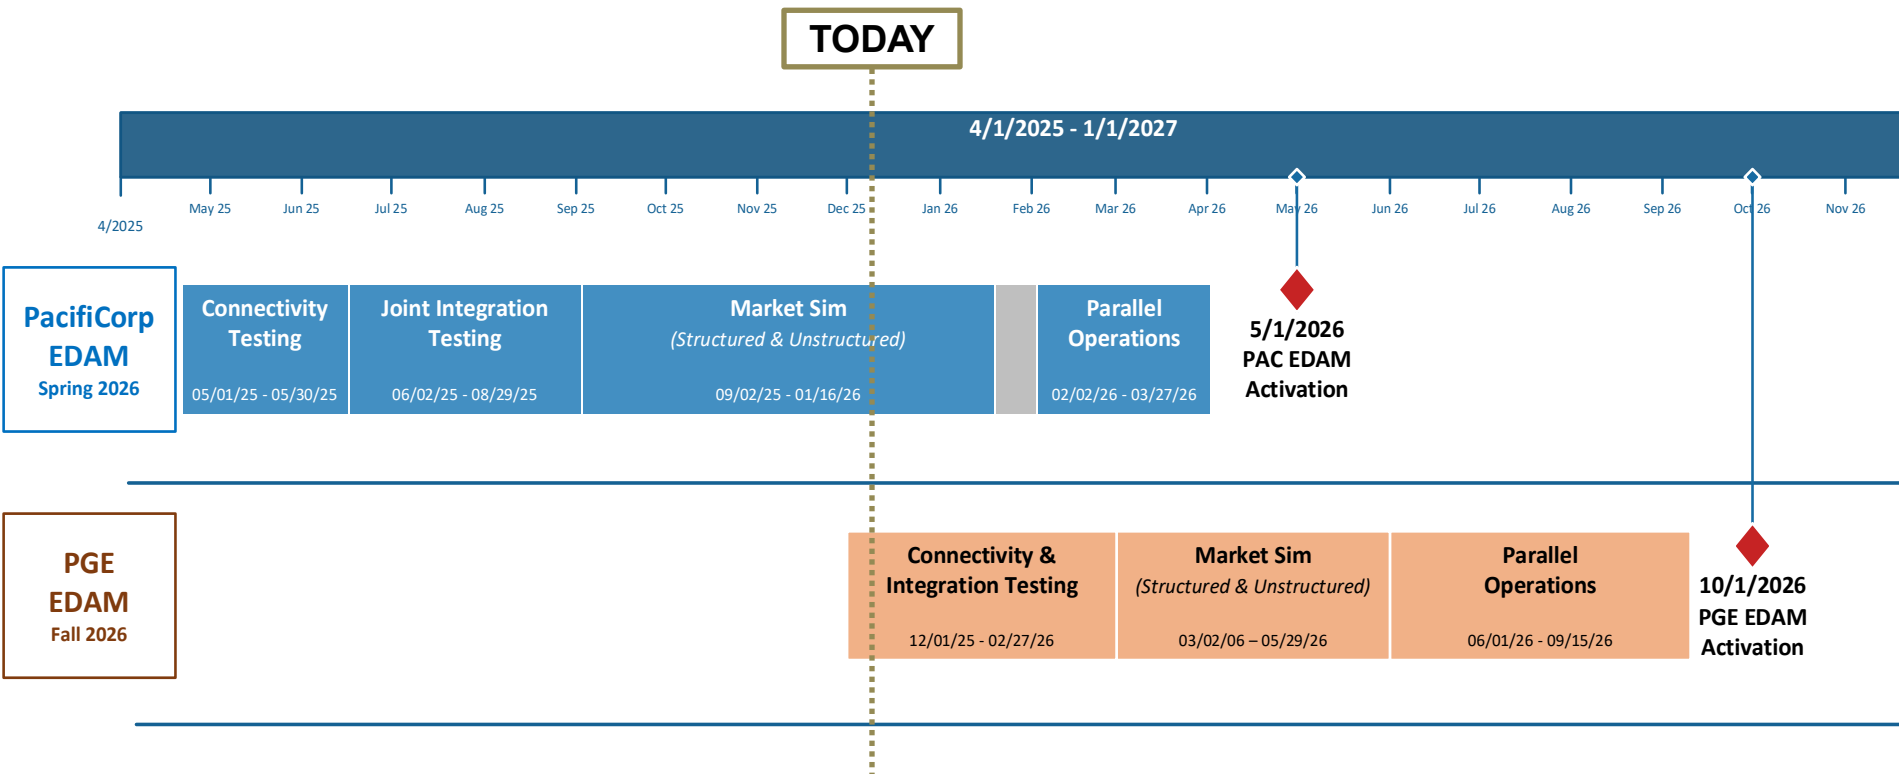 TODAY
4/1/2025 - 1/1/2027
4/2025
May 25
Jun 25
Jul 25
Aug 25
Sep 25
Oct 25
Nov 25
Dec 25
Jan 26
Feb 26
Mar 26
Apr 26
May 26
Jun 26
Jul 26
Aug 26
Sep 26
Oct 26
Nov 26
PacifiCorp
EDAM
Spring 2026
Connectivity
Testing
05/01/25 - 05/30/25
Joint Integration
Testing
06/02/25 - 08/29/25
Market Sim
(Structured & Unstructured)
09/02/25 - 01/16/26
Parallel
Operations
02/02/26 - 03/27/26
5/1/2026
PAC EDAM
Activation
PGE
EDAM
Fall 2026
Connectivity &
Integration Testing
12/01/25 - 02/27/26
Market Sim
(Structured & Unstructured)
03/02/06 – 05/29/26
Parallel
Operations
06/01/26 - 09/15/26
10/1/2026
PGE EDAM
Activation